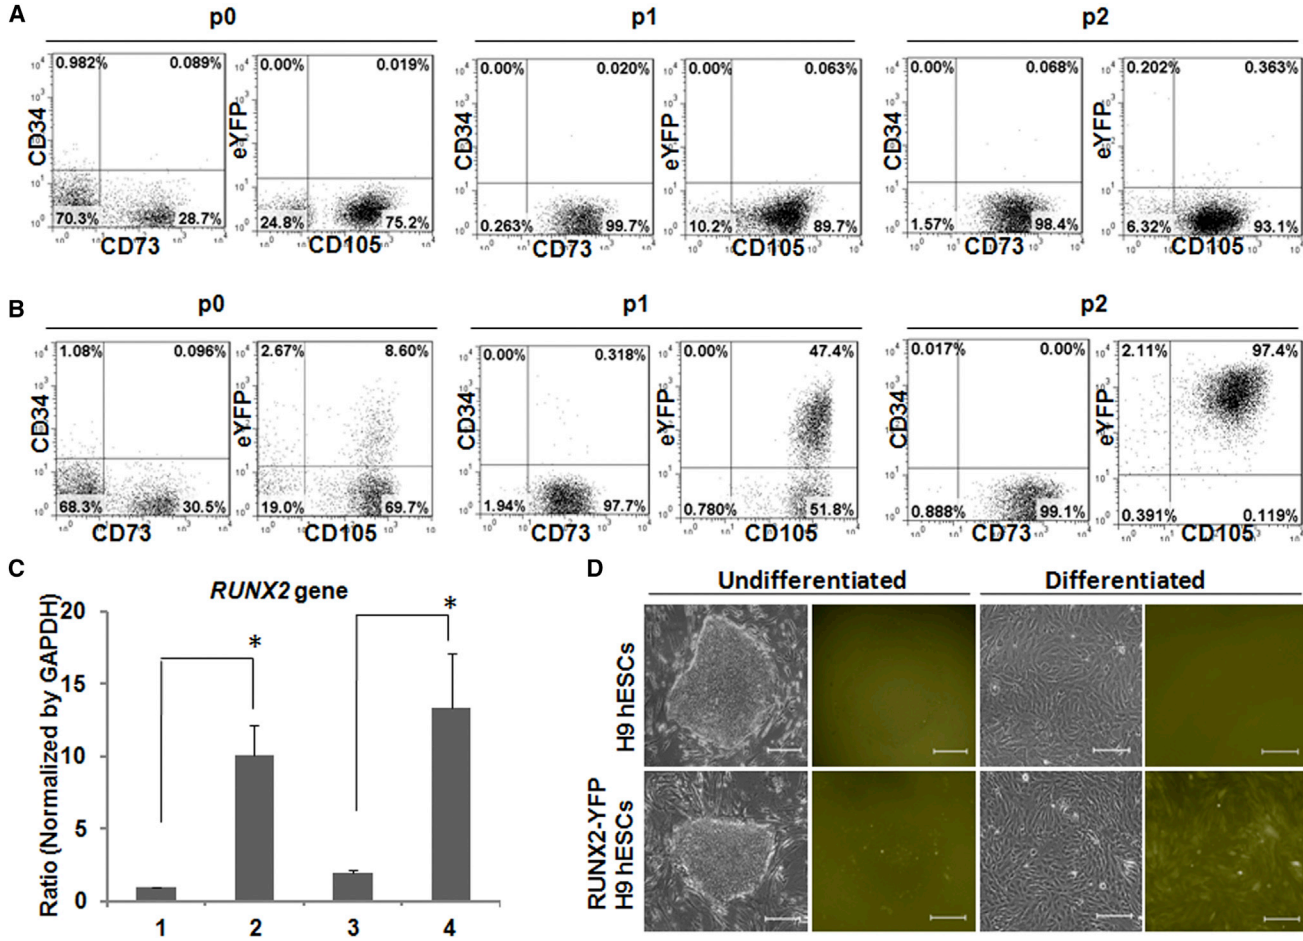 A
p0
p1
p2
0.982%
0.089%
70.3%
28.7%
CD34
CD73
0.00%
0.019%
24.8%
75.2%
eYFP
CD105
0.00%
0.020%
0.263%
99.7%
CD34
CD73
0.00%
0.063%
10.2%
89.7%
eYFP
CD105
0.00%
0.068%
1.57%
98.4%
CD34
CD73
0.202%
0.363%
6.32%
93.1%
eYFP
CD105
B
p0
p1
p2
1.08%
0.096%
68.3%
30.5%
CD34
CD73
2.67%
8.60%
19.0%
69.7%
eYFP
CD105
0.00%
0.318%
1.94%
97.7%
CD34
CD73
0.00%
47.4%
0.780%
51.8%
eYFP
CD105
0.017%
0.00%
0.888%
99.1%
CD34
CD73
2.11%
97.4%
0.391%
0.119%
eYFP
CD105
C
RUNX2 gene
Ratio (Normalized by GAPDH)
20
15
10
5
0
*
*
1 2 3 4
D
Undifferentiated
Differentiated
H9 hESCs
RUNX2-YFP
H9 hESCs